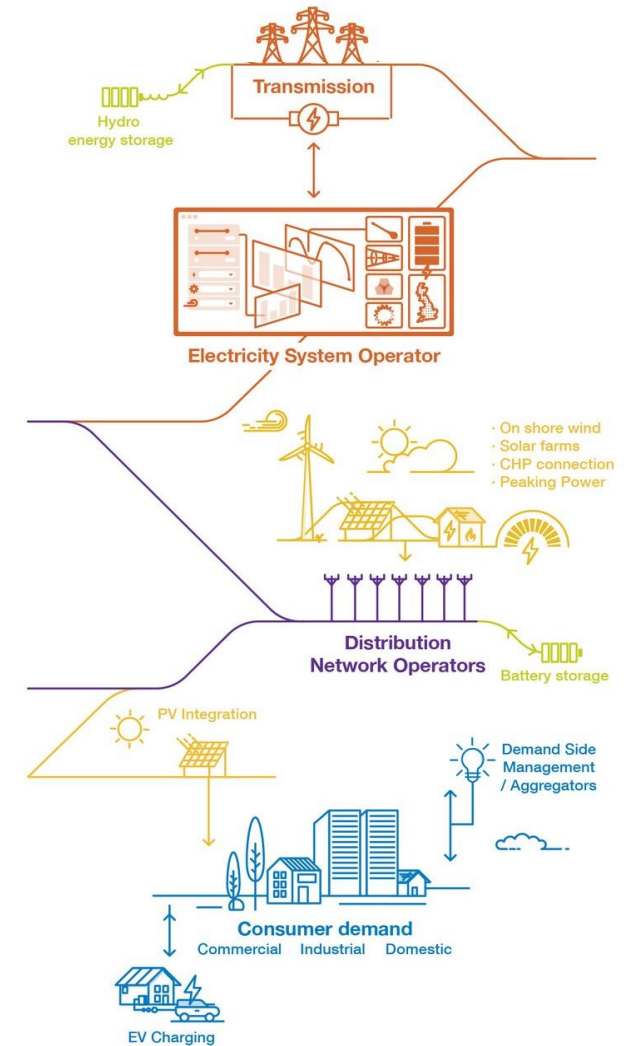 Transmission
Hydro
energy storage
Electricity System Operator
· On shore wind
· Solar farms
· CHP connection
· Peaking Power
Distribution
Network Operators
Battery storage
PV Integration
Demand Side
Management
/ Aggregators
Consumer demand
Commercial Industrial Domestic
EV Charging